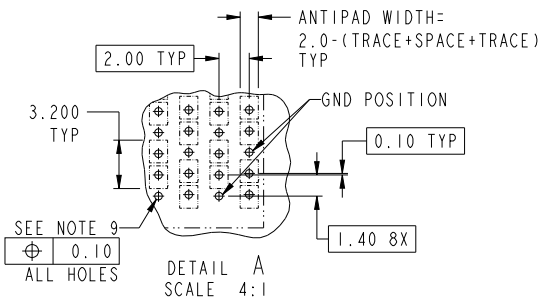 ANTIPAD WIDTH=
2.0-(TRACE+SPACE+TRACE)
TYP
2.00 TYP
GND POSITION
3.200
TYP
0.10 TYP
SEE NOTE 9
⌖ 0.10
ALL HOLES
1.40 8X
DETAIL A
SCALE 4:1